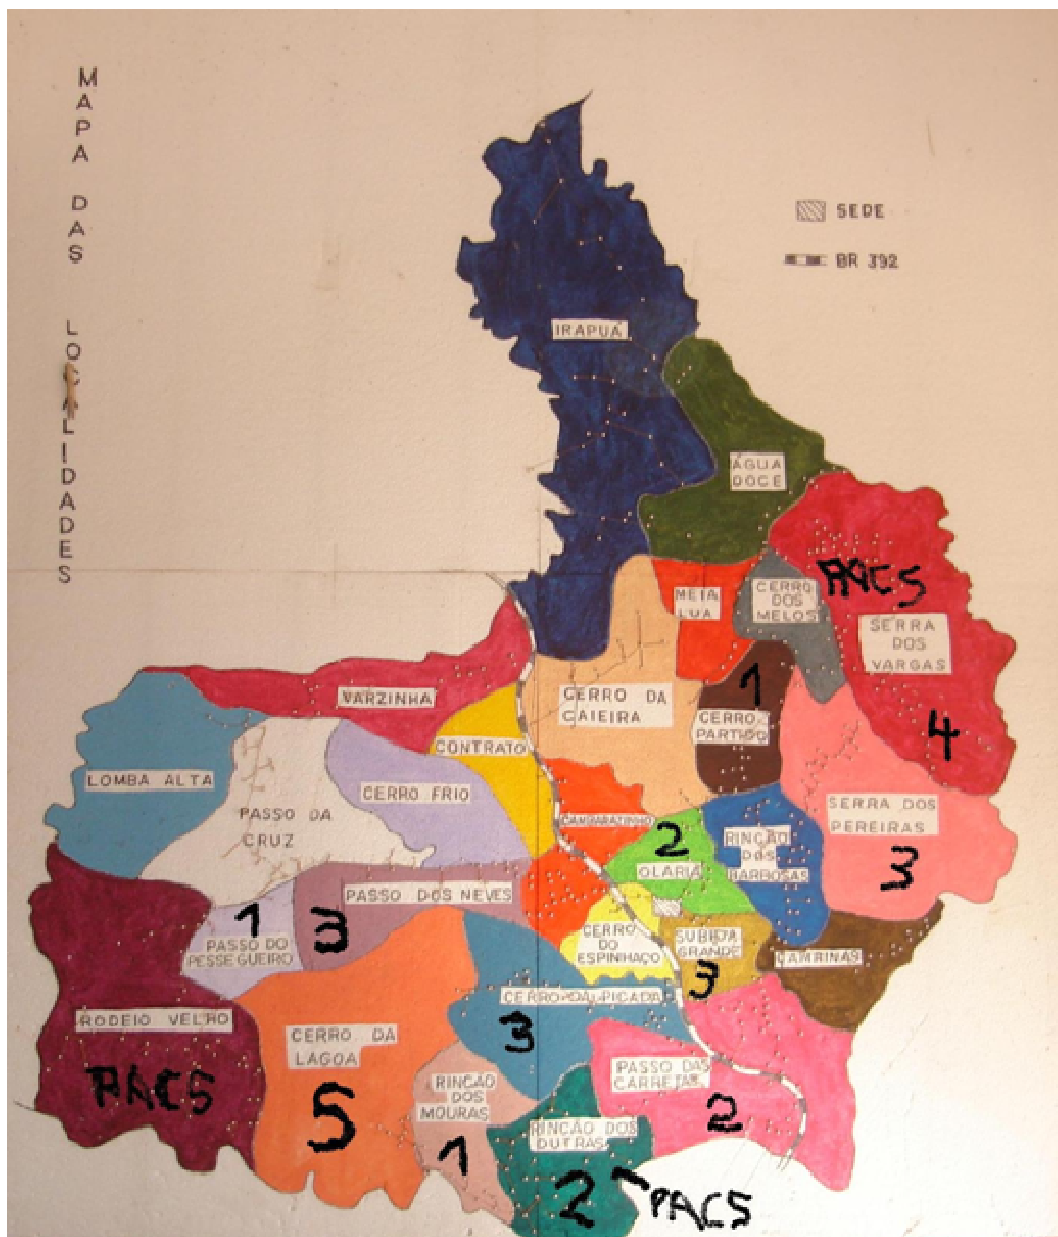 MAPA DAS LOCALIDADES
SEDE
BR 392
IRAPUÁ
ÁGUA
DOCE
PACS
MEIA
LUA
CERRO
DOS
MELOS
SERRA
DOS
VARGAS
4
VARZINHA
CERRO DA
CAIEIRA
1
CERRO
PARTIDO
CONTRATO
LOMBA ALTA
CERRO FRIO
PASSO DA
CRUZ
SERRA DOS
PEREIRAS
3
CAMBARAZINHO
2
OLARIA
RINCÃO
DOS
BARBOSAS
PASSO DOS NEVES
3
1
PASSO DO
PESSEGUEIRO
CERRO
DO
ESPINHAÇO
SUBIDA
GRANDE
3
CAMPINAS
CERRO DA PICADA
3
RODEIO VELHO
PACS
CERRO DA
LAGOA
5
RINCÃO
DOS
MOURAS
1
PASSO DAS
CARRETAS
2
RINCÃO DOS
DUTRAS
2
PACS